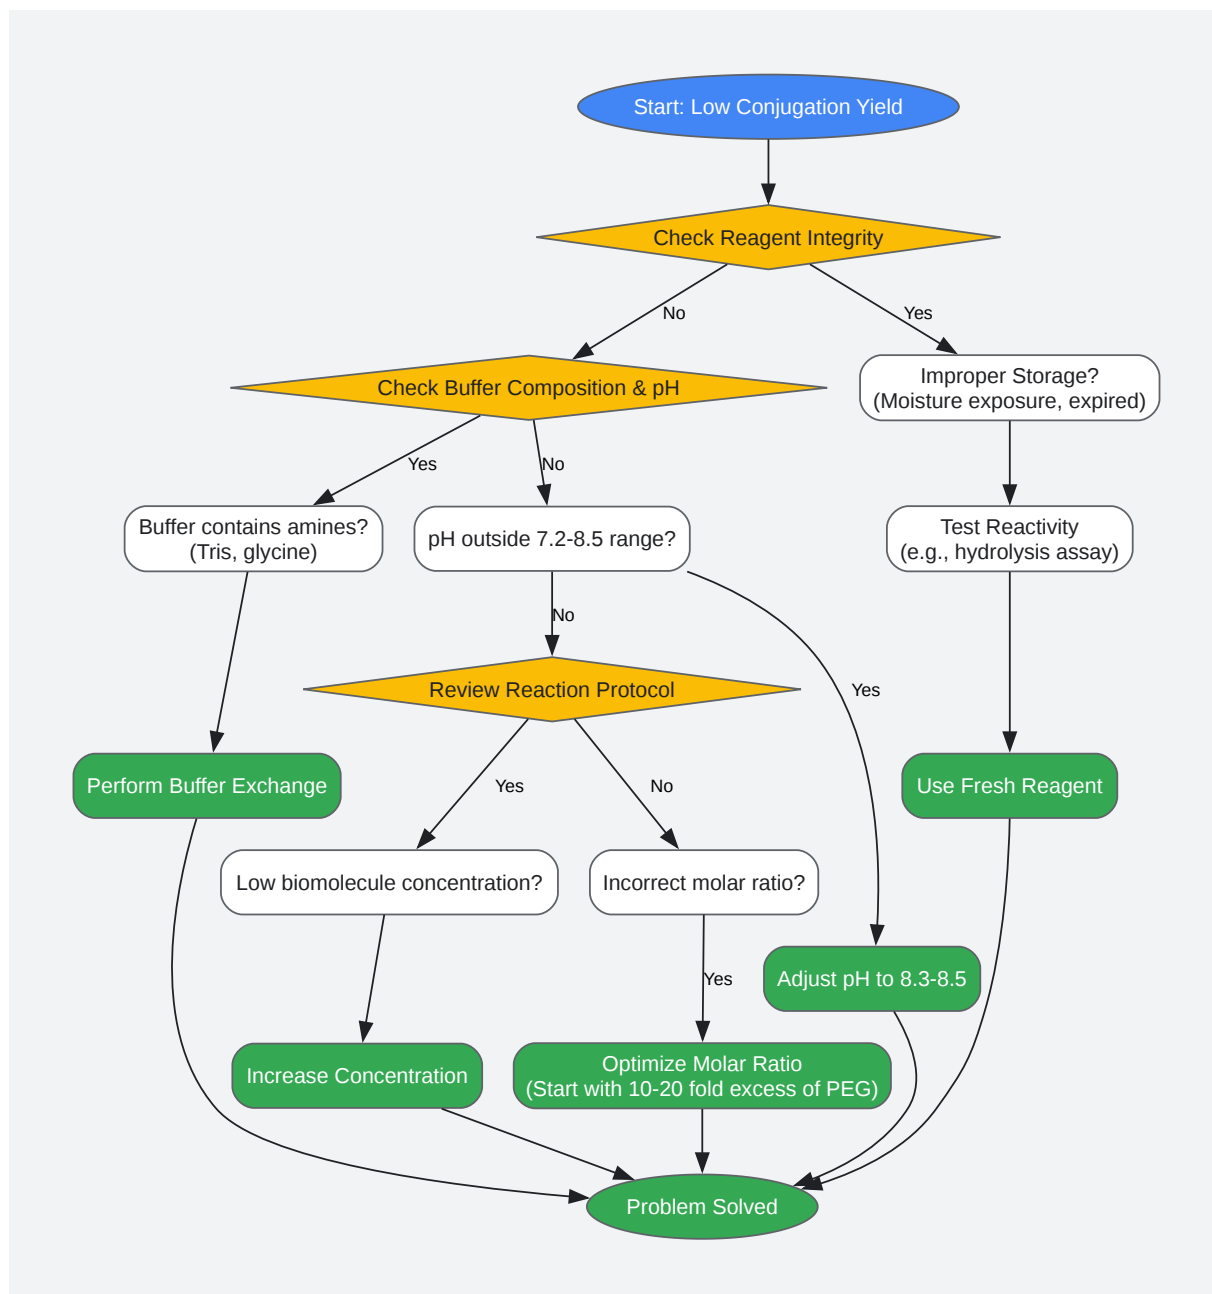 Start: Low Conjugation Yield
Check Reagent Integrity
No
Yes
Check Buffer Composition & pH
Improper Storage?
(Moisture exposure, expired)
Yes
No
Buffer contains amines?
(Tris, glycine)
pH outside 7.2-8.5 range?
Test Reactivity
(e.g., hydrolysis assay)
No
Review Reaction Protocol
Yes
Perform Buffer Exchange
Yes
No
Use Fresh Reagent
Low biomolecule concentration?
Incorrect molar ratio?
Yes
Adjust pH to 8.3-8.5
Increase Concentration
Optimize Molar Ratio
(Start with 10-20 fold excess of PEG)
Problem Solved